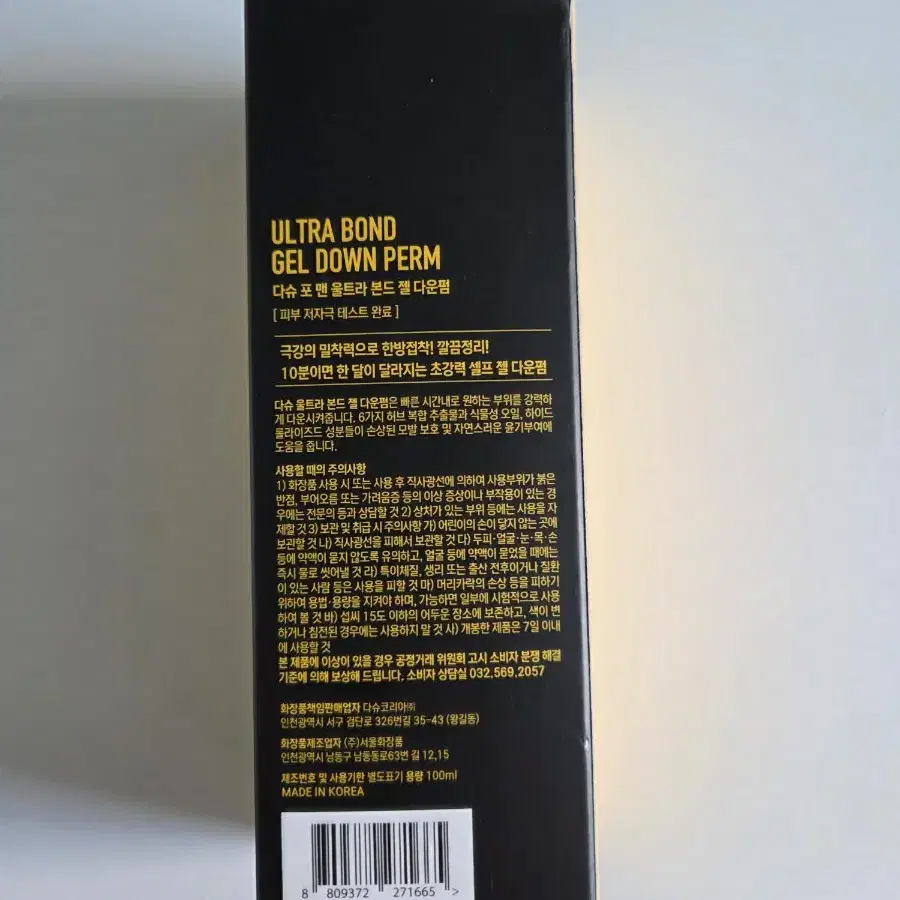 ULTRA BOND
GEL DOWN PERM
다슈 포 맨 울트라 본드 젤 다운펌
[ 피부 저자극 테스트 완료 ]
극강의 밀착력으로 한방접착! 깔끔정리!
10분이면 한 달이 달라지는 초강력 셀프 젤 다운펌
다슈 울트라 본드 젤 다운펌은 빠른 시간내로 원하는 부위를 강력하
게 다운시켜줍니다. 6가지 허브 복합 추출물과 식물성 오일, 하이드
롤라이즈드 성분들이 손상된 모발 보호 및 자연스러운 윤기부여에
도움을 줍니다.
사용할 때의 주의사항
1) 화장품 사용 시 또는 사용 후 직사광선에 의하여 사용부위가 붉은
반점, 부어오름 또는 가려움증 등의 이상 증상이나 부작용이 있는 경
우에는 전문의 등과 상담할 것 2) 상처가 있는 부위 등에는 사용을 자
제할 것 3) 보관 및 취급 시 주의사항 가) 어린이의 손이 닿지 않는 곳에
보관할 것 나) 직사광선을 피해서 보관할 것 다) 두피·얼굴·눈·목·손
등에 약액이 묻지 않도록 유의하고, 얼굴 등에 약액이 묻었을 때에는
즉시 물로 씻어낼 것 라) 특이체질, 생리 또는 출산 전후이거나 질환
이 있는 사람 등은 사용을 피할 것 마) 머리카락의 손상 등을 피하기
위하여 용법·용량을 지켜야 하며, 가능하면 일부에 시험적으로 사용
하여 볼 것 바) 섭씨 15도 이하의 어두운 장소에 보존하고, 색이 변
하거나 침전된 경우에는 사용하지 말 것 사) 개봉한 제품은 7일 이내
에 사용할 것
본 제품에 이상이 있을 경우 공정거래 위원회 고시 소비자 분쟁 해결
기준에 의해 보상해 드립니다. 소비자 상담실 032.569.2057
화장품책임판매업자 다슈코리아㈜
인천광역시 서구 검단로 326번길 35-43 (왕길동)
화장품제조업자 (주)서울화장품
인천광역시 남동구 남동동로63번 길 12,15
제조번호 및 사용기한 별도표기 용량 100ml
MADE IN KOREA
8 809372 271665 >